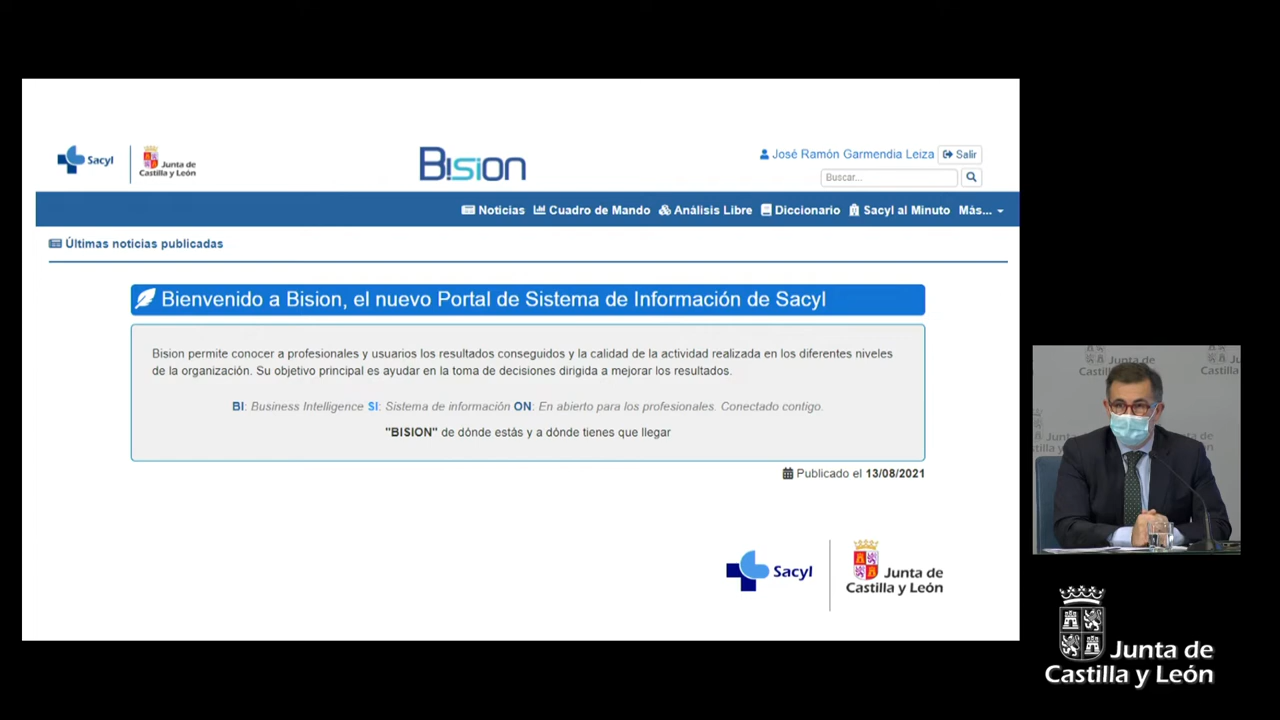 Sacyl
Junta de
Castilla y León
Bision
José Ramón Garmendia Leiza
Salir
Buscar...
Noticias
Cuadro de Mando
Análisis Libre
Diccionario
Sacyl al Minuto
Más...
Últimas noticias publicadas
Bienvenido a Bision, el nuevo Portal de Sistema de Información de Sacyl
Bision permite conocer a profesionales y usuarios los resultados conseguidos y la calidad de la actividad realizada en los diferentes niveles
de la organización. Su objetivo principal es ayudar en la toma de decisiones dirigida a mejorar los resultados.
BI: Business Intelligence SI: Sistema de información ON: En abierto para los profesionales. Conectado contigo.
"BISION" de dónde estás y a dónde tienes que llegar
Publicado el 13/08/2021
Sacyl
Junta de
Castilla y León
Junta de
Castilla y León